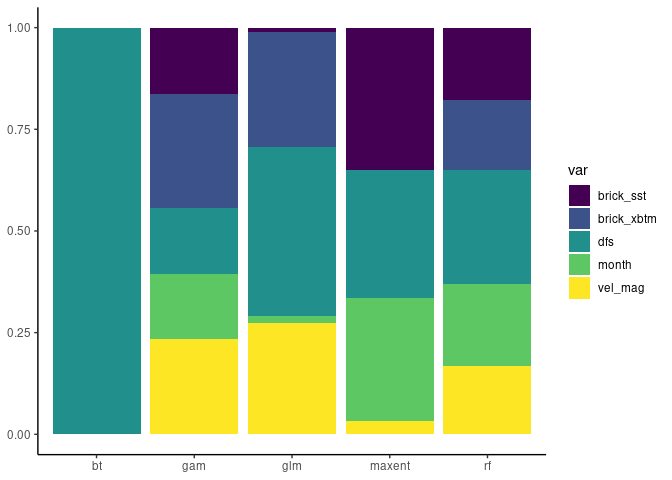 1.00
0.75
0.50
0.25
0.00
bt gam glm maxent rf
var
brick_sst
brick_xbtm
dfs
month
vel_mag